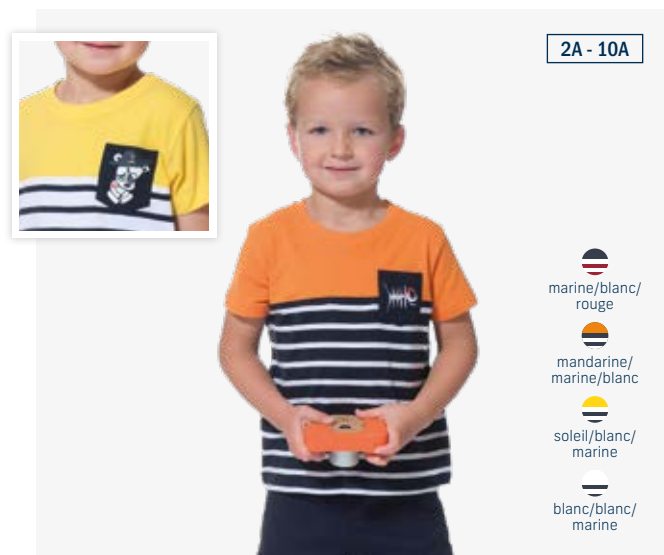 2A - 10A
marine/blanc/
rouge
mandarine/
marine/blanc
soleil/blanc/
marine
blanc/blanc/
marine